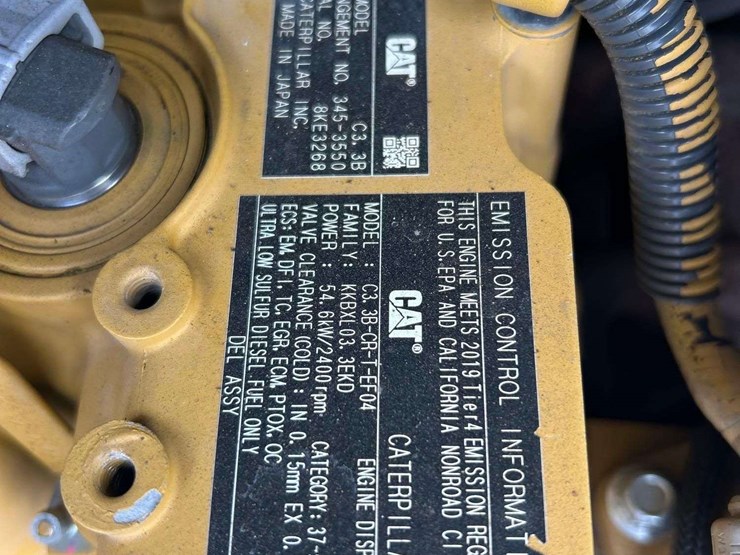 CAT
MODEL C3.3B
NGEMENT NO. 345-3550
AL NO. 8KE3268
CATERPILLAR INC.
MADE IN JAPAN
EMISSION CONTROL INFORMAT
THIS ENGINE MEETS 2019 Tier4 EMISSION REG
FOR U.S.EPA AND CALIFORNIA NONROAD CI
CAT CATERPILLA
MODEL : C3.3B-CR-T-EF04 ENGINE DISP
FAMILY: KKBXL03.3EKD
POWER : 54.6kW/2400rpm CATEGORY: 37-
VALVE CLEARANCE (COLD) : IN 0.15mm EX 0.
ECS: EM, DFI, TC, EGR, ECM, PTOX, OC
ULTRA LOW SULFUR DIESEL FUEL ONLY
DEL ASSY